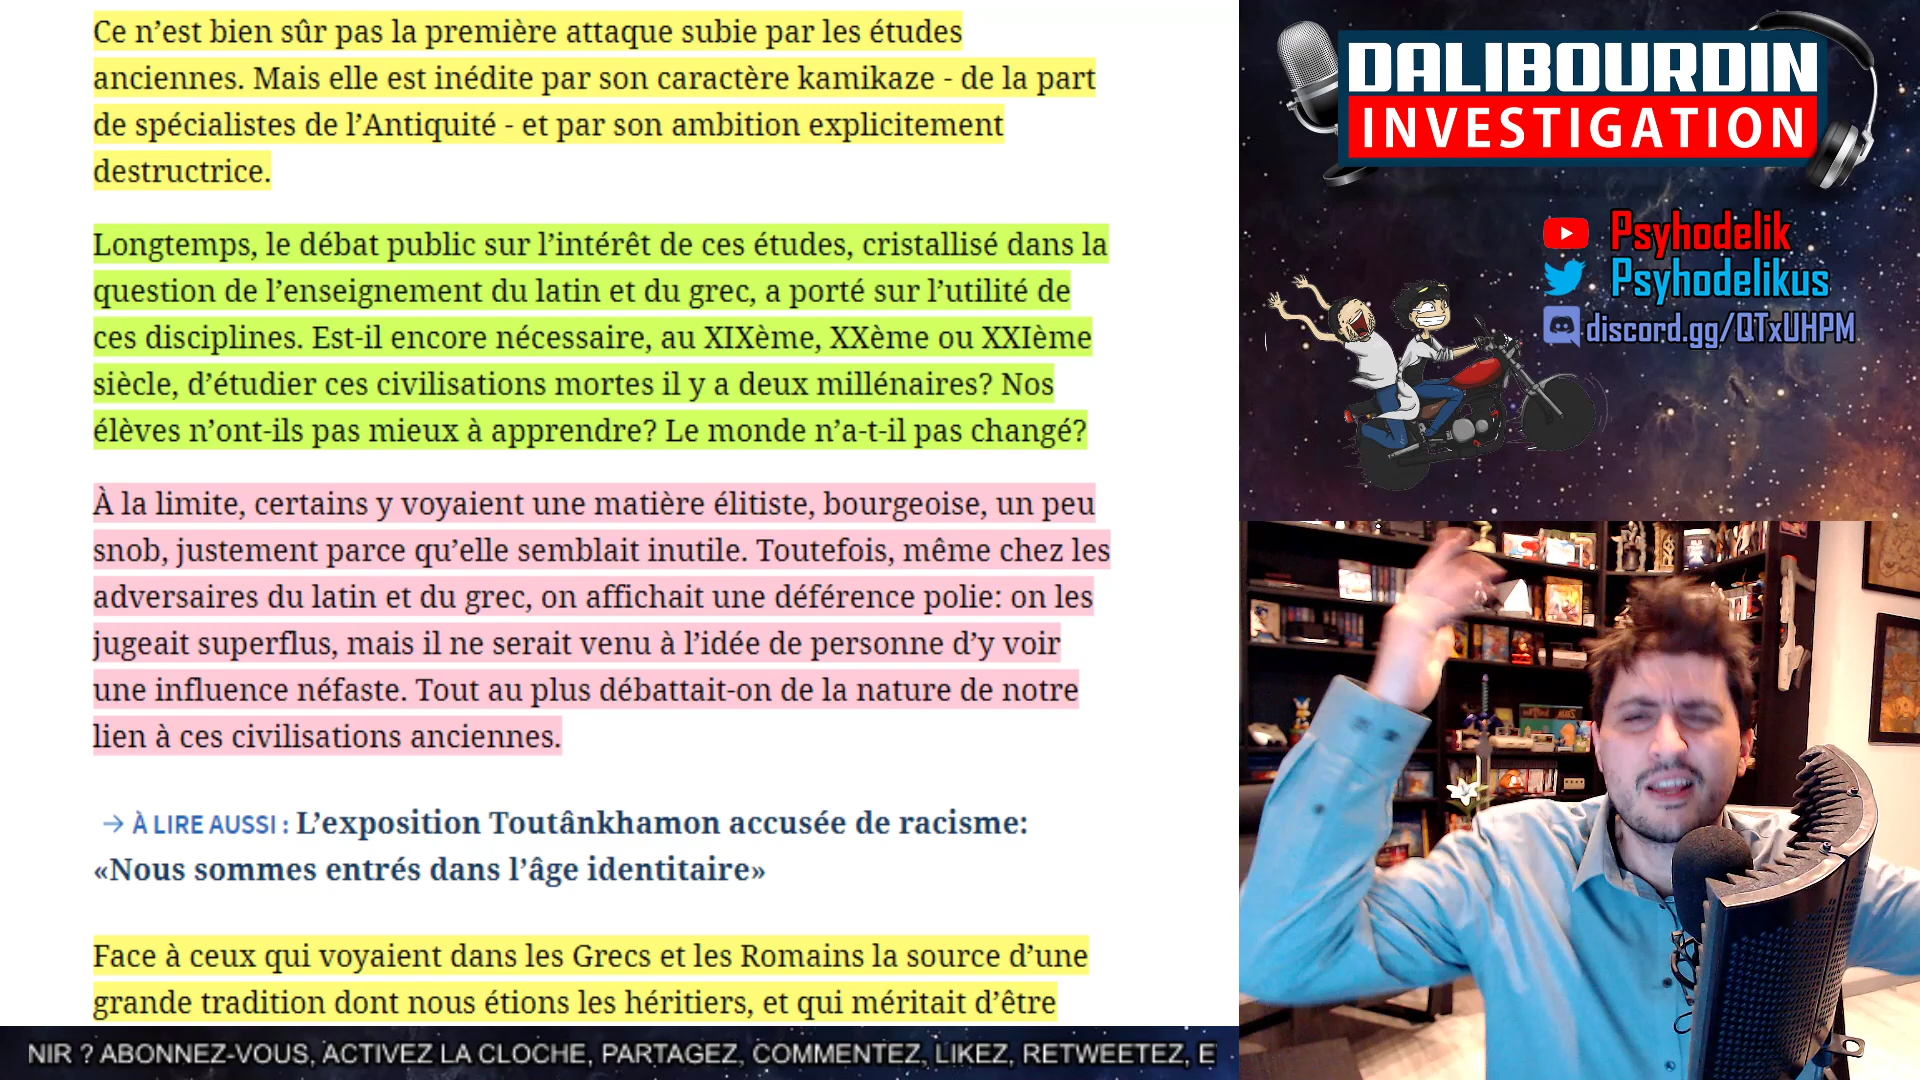 Ce n’est bien sûr pas la première attaque subie par les études
anciennes. Mais elle est inédite par son caractère kamikaze - de la part
de spécialistes de l’Antiquité - et par son ambition explicitement
destructrice.
Longtemps, le débat public sur l’intérêt de ces études, cristallisé dans la
question de l’enseignement du latin et du grec, a porté sur l’utilité de
ces disciplines. Est-il encore nécessaire, au XIXème, XXème ou XXIème
siècle, d’étudier ces civilisations mortes il y a deux millénaires? Nos
élèves n’ont-ils pas mieux à apprendre? Le monde n’a-t-il pas changé?
À la limite, certains y voyaient une matière élitiste, bourgeoise, un peu
snob, justement parce qu’elle semblait inutile. Toutefois, même chez les
adversaires du latin et du grec, on affichait une déférence polie: on les
jugeait superflus, mais il ne serait venu à l’idée de personne d’y voir
une influence néfaste. Tout au plus débattait-on de la nature de notre
lien à ces civilisations anciennes.
→ À LIRE AUSSI : L’exposition Toutânkhamon accusée de racisme:
«Nous sommes entrés dans l’âge identitaire»
Face à ceux qui voyaient dans les Grecs et les Romains la source d’une
grande tradition dont nous étions les héritiers, et qui méritait d’être
NIR ? ABONNEZ-VOUS, ACTIVEZ LA CLOCHE, PARTAGEZ, COMMENTEZ, LIKEZ, RETWEETEZ, E
DALIBOURDIN
INVESTIGATION
Psyhodelik
Psyhodelikus
discord.gg/QTxUHPM